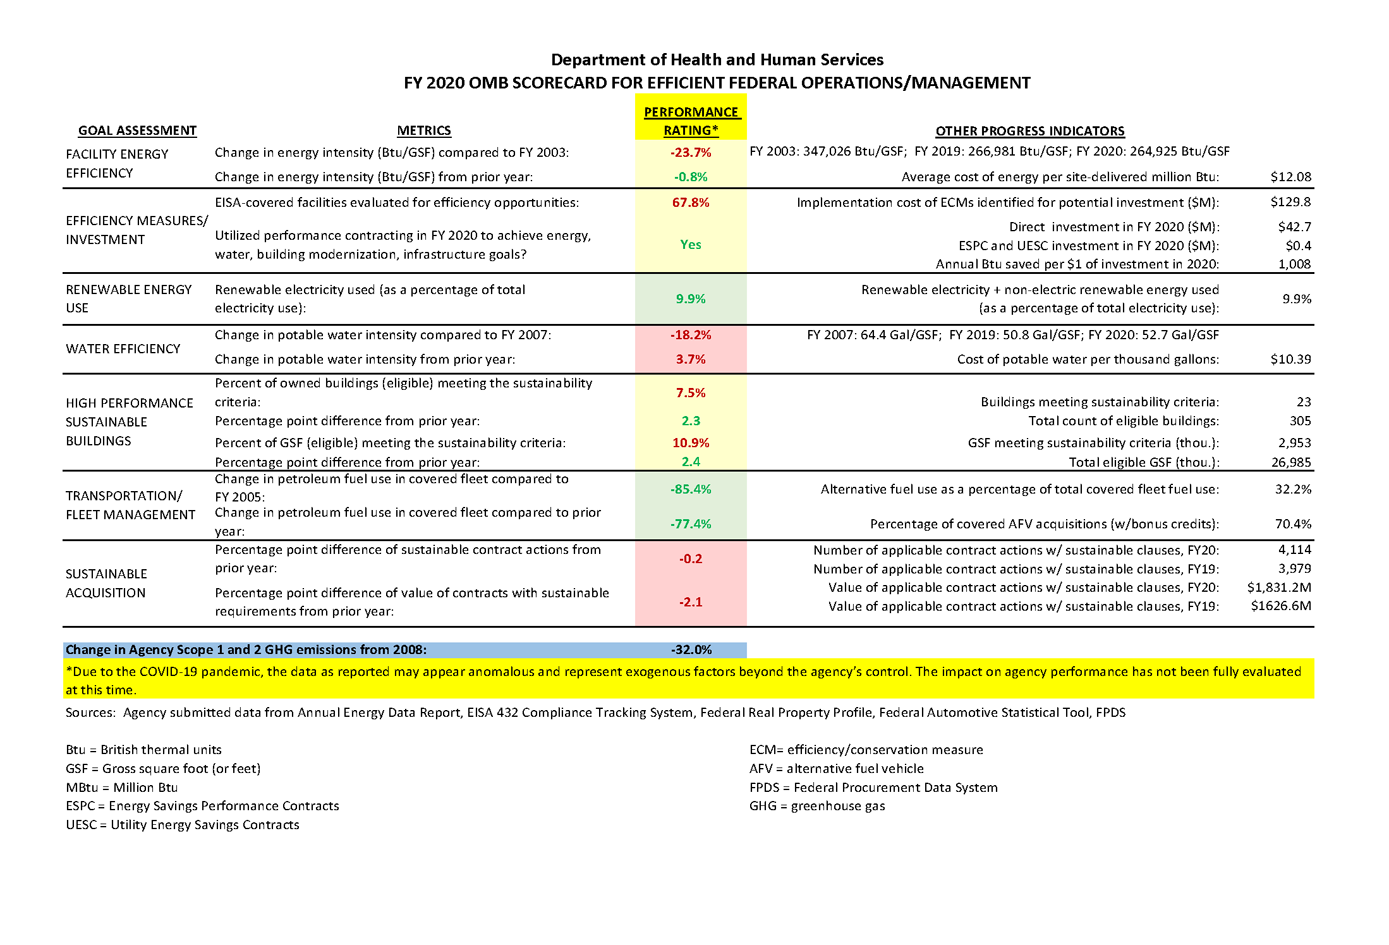 Department of Health and Human Services
FY 2020 OMB SCORECARD FOR EFFICIENT FEDERAL OPERATIONS/MANAGEMENT
GOAL ASSESSMENT
METRICS
PERFORMANCE
RATING*
OTHER PROGRESS INDICATORS
FACILITY ENERGY
EFFICIENCY
Change in energy intensity (Btu/GSF) compared to FY 2003:
-23.7%
FY 2003: 347,026 Btu/GSF;  FY 2019: 266,981 Btu/GSF; FY 2020: 264,925 Btu/GSF
Change in energy intensity (Btu/GSF) from prior year:
-0.8%
Average cost of energy per site-delivered million Btu:
$12.08
EFFICIENCY MEASURES/
INVESTMENT
EISA-covered facilities evaluated for efficiency opportunities:
67.8%
Implementation cost of ECMs identified for potential investment ($M):
$129.8
Utilized performance contracting in FY 2020 to achieve energy,
water, building modernization, infrastructure goals?
Yes
Direct  investment in FY 2020 ($M):
$42.7
ESPC and UESC investment in FY 2020 ($M):
$0.4
Annual Btu saved per $1 of investment in 2020:
1,008
RENEWABLE ENERGY
USE
Renewable electricity used (as a percentage of total
electricity use):
9.9%
Renewable electricity + non-electric renewable energy used
(as a percentage of total electricity use):
9.9%
WATER EFFICIENCY
Change in potable water intensity compared to FY 2007:
-18.2%
FY 2007: 64.4 Gal/GSF;  FY 2019: 50.8 Gal/GSF; FY 2020: 52.7 Gal/GSF
Change in potable water intensity from prior year:
3.7%
Cost of potable water per thousand gallons:
$10.39
HIGH PERFORMANCE
SUSTAINABLE
BUILDINGS
Percent of owned buildings (eligible) meeting the sustainability
criteria:
7.5%
Buildings meeting sustainability criteria:
23
Percentage point difference from prior year:
2.3
Total count of eligible buildings:
305
Percent of GSF (eligible) meeting the sustainability criteria:
10.9%
GSF meeting sustainability criteria (thou.):
2,953
Percentage point difference from prior year:
2.4
Total eligible GSF (thou.):
26,985
TRANSPORTATION/
FLEET MANAGEMENT
Change in petroleum fuel use in covered fleet compared to
FY 2005:
-85.4%
Alternative fuel use as a percentage of total covered fleet fuel use:
32.2%
Change in petroleum fuel use in covered fleet compared to prior
year:
-77.4%
Percentage of covered AFV acquisitions (w/bonus credits):
70.4%
SUSTAINABLE
ACQUISITION
Percentage point difference of sustainable contract actions from
prior year:
-0.2
Number of applicable contract actions w/ sustainable clauses, FY20:
4,114
Number of applicable contract actions w/ sustainable clauses, FY19:
3,979
Percentage point difference of value of contracts with sustainable
requirements from prior year:
-2.1
Value of applicable contract actions w/ sustainable clauses, FY20:
$1,831.2M
Value of applicable contract actions w/ sustainable clauses, FY19:
$1626.6M
Change in Agency Scope 1 and 2 GHG emissions from 2008:
-32.0%
*Due to the COVID-19 pandemic, the data as reported may appear anomalous and represent exogenous factors beyond the agency's control. The impact on agency performance has not been fully evaluated
at this time.
Sources:  Agency submitted data from Annual Energy Data Report, EISA 432 Compliance Tracking System, Federal Real Property Profile, Federal Automotive Statistical Tool, FPDS
Btu = British thermal units
GSF = Gross square foot (or feet)
MBtu = Million Btu
ESPC = Energy Savings Performance Contracts
UESC = Utility Energy Savings Contracts
ECM= efficiency/conservation measure
AFV = alternative fuel vehicle
FPDS = Federal Procurement Data System
GHG = greenhouse gas